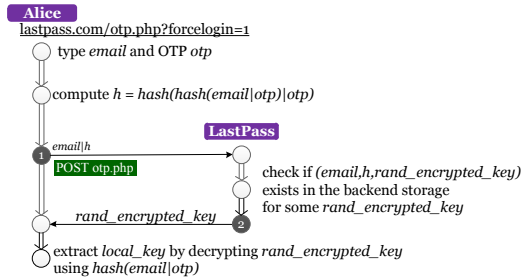 Alice
lastpass.com/otp.php?forcelogin=1
type email and OTP otp
compute h = hash(hash(email|otp)|otp)
LastPass
email|h
1
POST otp.php
check if (email,h,rand_encrypted_key)
exists in the backend storage
for some rand_encrypted_key
rand_encrypted_key
2
extract local_key by decrypting rand_encrypted_key
using hash(email|otp)